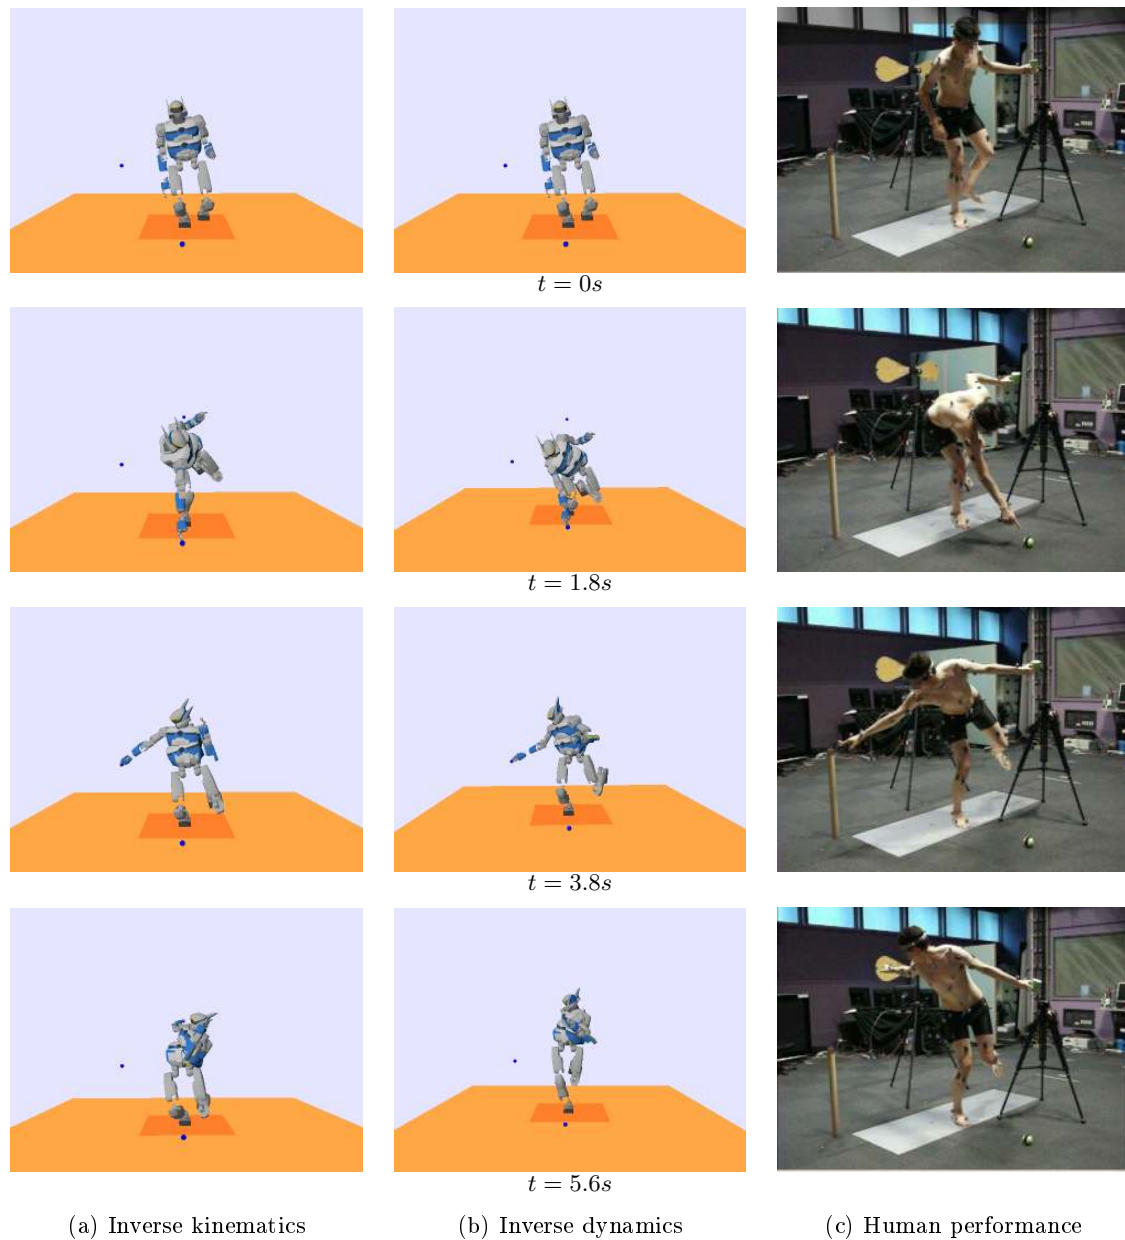 t = 0s
t = 1.8s
t = 3.8s
t = 5.6s
(a) Inverse kinematics (b) Inverse dynamics (c) Human performance